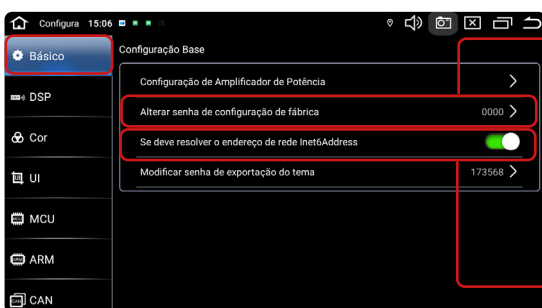 Configura 15:06
Básico
DSP
Cor
UI
MCU
ARM
CAN
Configuração Base
Configuração de Amplificador de Potência
Alterar senha de configuração de fábrica 0000
Se deve resolver o endereço de rede Inet6Address
Modificar senha de exportação do tema 173568